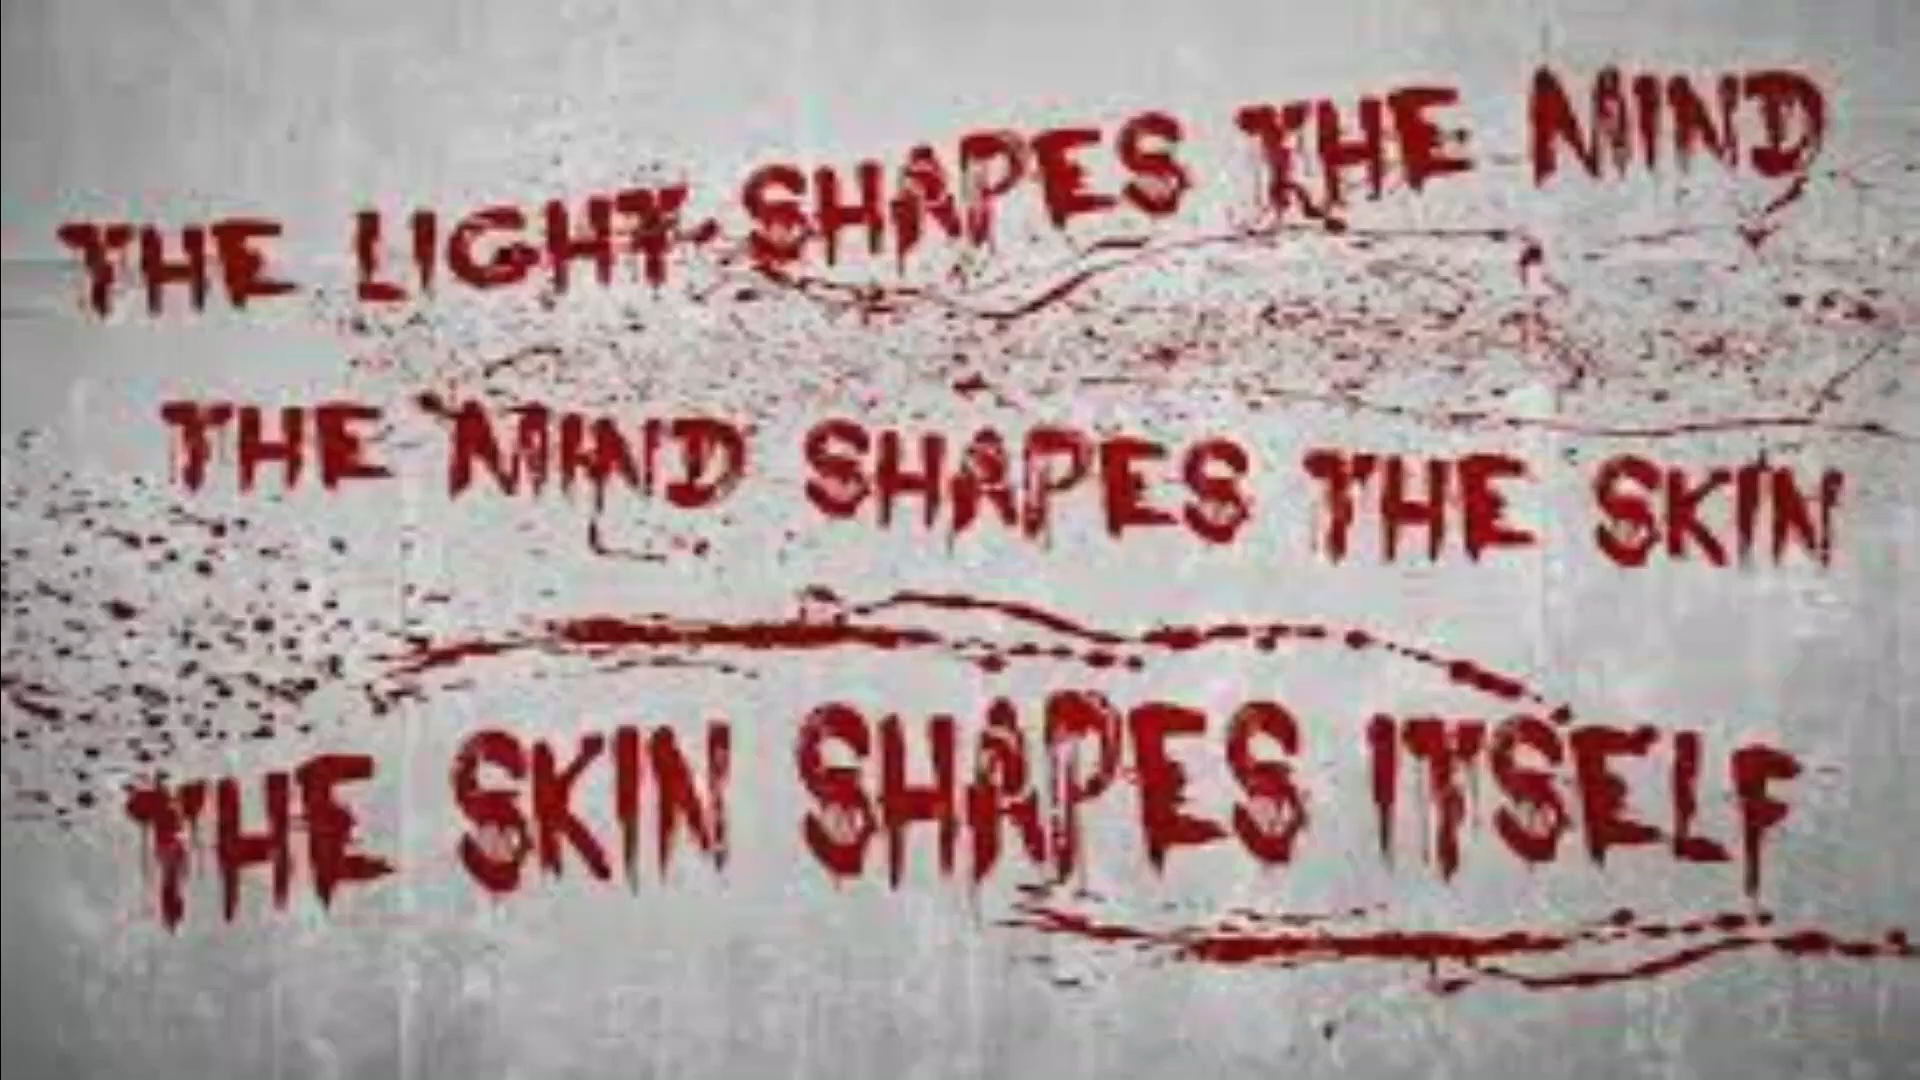 THE LIGHT SHAPES THE MIND
THE MIND SHAPES THE SKIN
THE SKIN SHAPES ITSELF